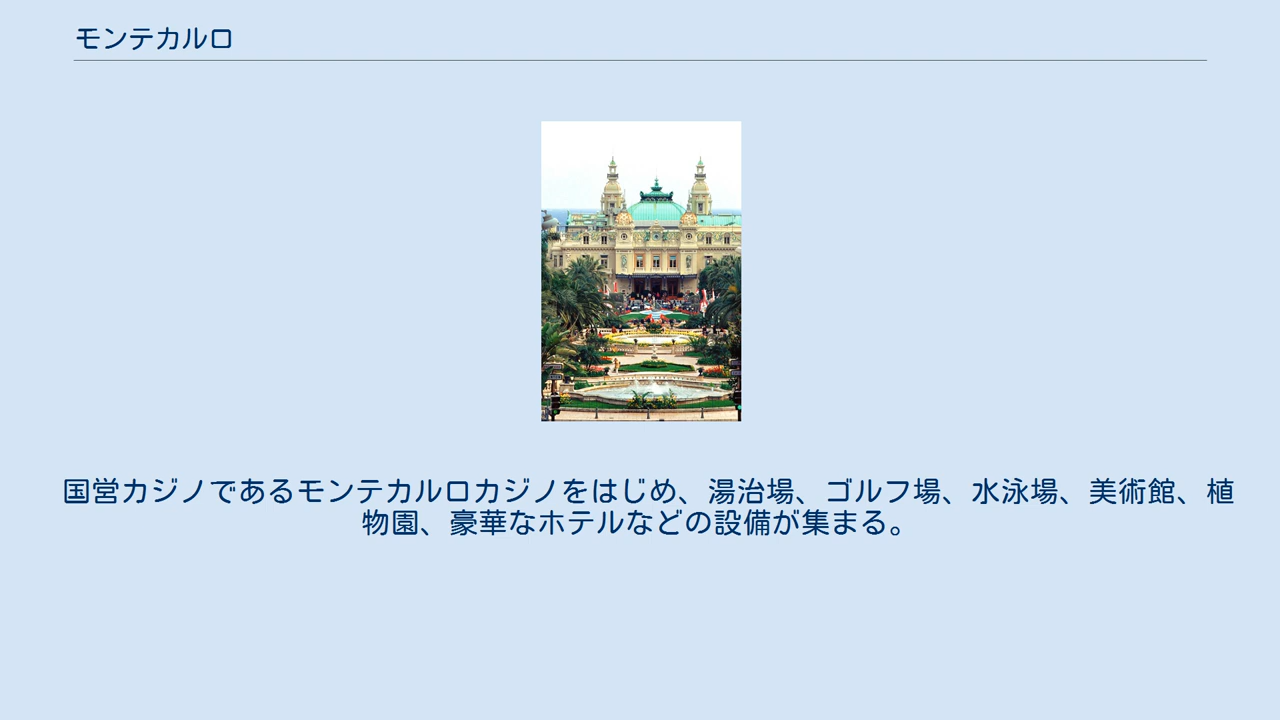 モンテカルロ
国営カジノであるモンテカルロカジノをはじめ、湯治場、ゴルフ場、水泳場、美術館、植
物園、豪華なホテルなどの設備が集まる。